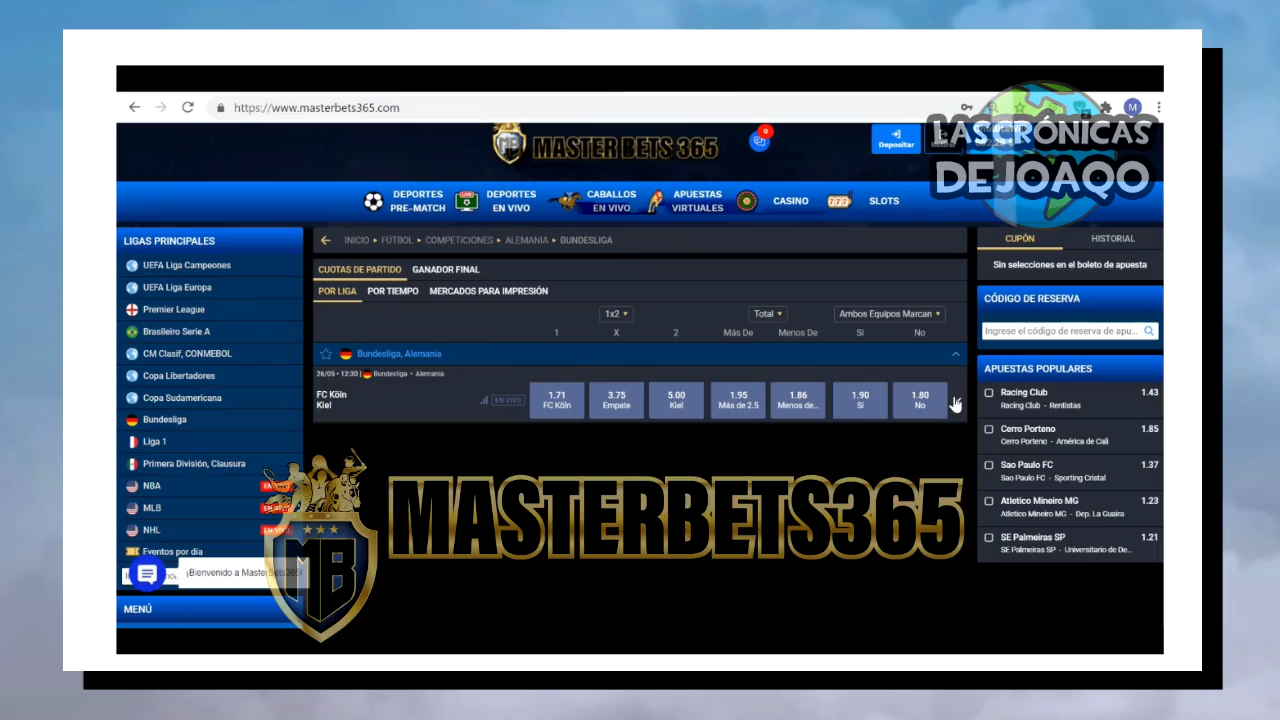 https://www.masterbets365.com
M
LAS CRÓNICAS
DE JOAQO
MASTER BETS 365
0
Depositar
DEPORTES
PRE-MATCH
DEPORTES
EN VIVO
CABALLOS
EN VIVO
APUESTAS
VIRTUALES
CASINO
SLOTS
LIGAS PRINCIPALES
UEFA Liga Campeones
UEFA Liga Europa
Premier League
Brasileiro Serie A
CM Clasif, CONMEBOL
Copa Libertadores
Copa Sudamericana
Bundesliga
Liga 1
Primera División, Clausura
NBA
MLB
NHL
Eventos por día
¡Bienvenido a MasterBets365!
MENÚ
INICIO ▸ FÚTBOL ▸ COMPETICIONES ▸ ALEMANIA ▸ BUNDESLIGA
CUOTAS DE PARTIDO GANADOR FINAL
POR LIGA POR TIEMPO MERCADOS PARA IMPRESIÓN
1x2 Total Ambos Equipos Marcan
1 X 2 Más De Menos De Sí No
Bundesliga, Alemania
26/05 • 12:30 | Bundesliga • Alemania
FC Köln
Kiel
EN VIVO
1.71 3.75 5.00 1.95 1.86 1.90 1.80
FC Köln Empate Kiel Más de 2.5 Menos de... Sí No
CUPÓN HISTORIAL
Sin selecciones en el boleto de apuesta
CÓDIGO DE RESERVA
Ingrese el código de reserva de apu...
APUESTAS POPULARES
Racing Club 1.43
Racing Club - Rentistas
Cerro Porteno 1.85
Cerro Porteno - América de Cali
Sao Paulo FC 1.37
Sao Paulo FC - Sporting Cristal
Atletico Mineiro MG 1.23
Atletico Mineiro MG - Dep. La Guaira
SE Palmeiras SP 1.21
SE Palmeiras SP - Universitario de De...
MB
MASTERBETS365